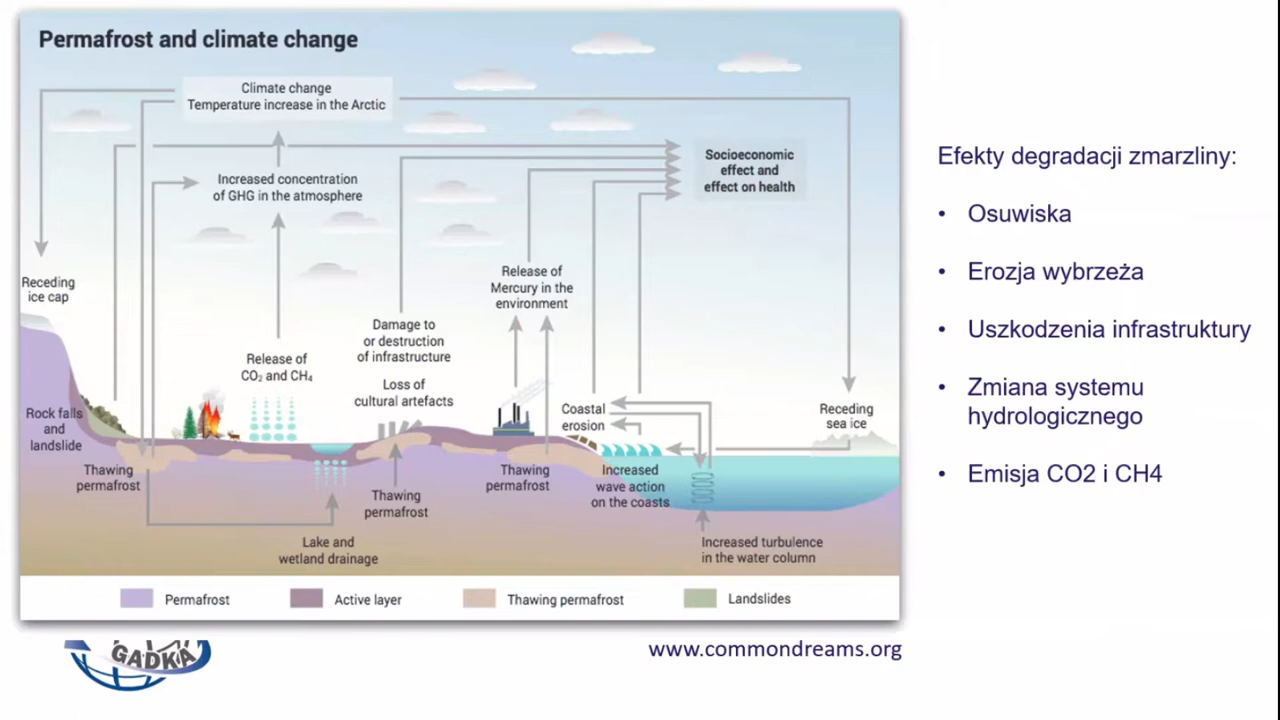 Permafrost and climate change
Climate change
Temperature increase in the Arctic
Increased concentration
of GHG in the atmosphere
Socioeconomic
effect and
effect on health
Receding
ice cap
Release of
Mercury in the
environment
Damage to
or destruction
of infrastructure
Release of
CO₂ and CH₄
Loss of
cultural artefacts
Coastal
erosion
Receding
sea ice
Rock falls
and
landslide
Thawing
permafrost
Thawing
permafrost
Thawing
permafrost
Increased
wave action
on the coasts
Lake and
wetland drainage
Increased turbulence
in the water column
Permafrost
Active layer
Thawing permafrost
Landslides
Efekty degradacji zmarzliny:
• Osuwiska
• Erozja wybrzeża
• Uszkodzenia infrastruktury
• Zmiana systemu
hydrologicznego
• Emisja CO2 i CH4
GADKA
www.commondreams.org